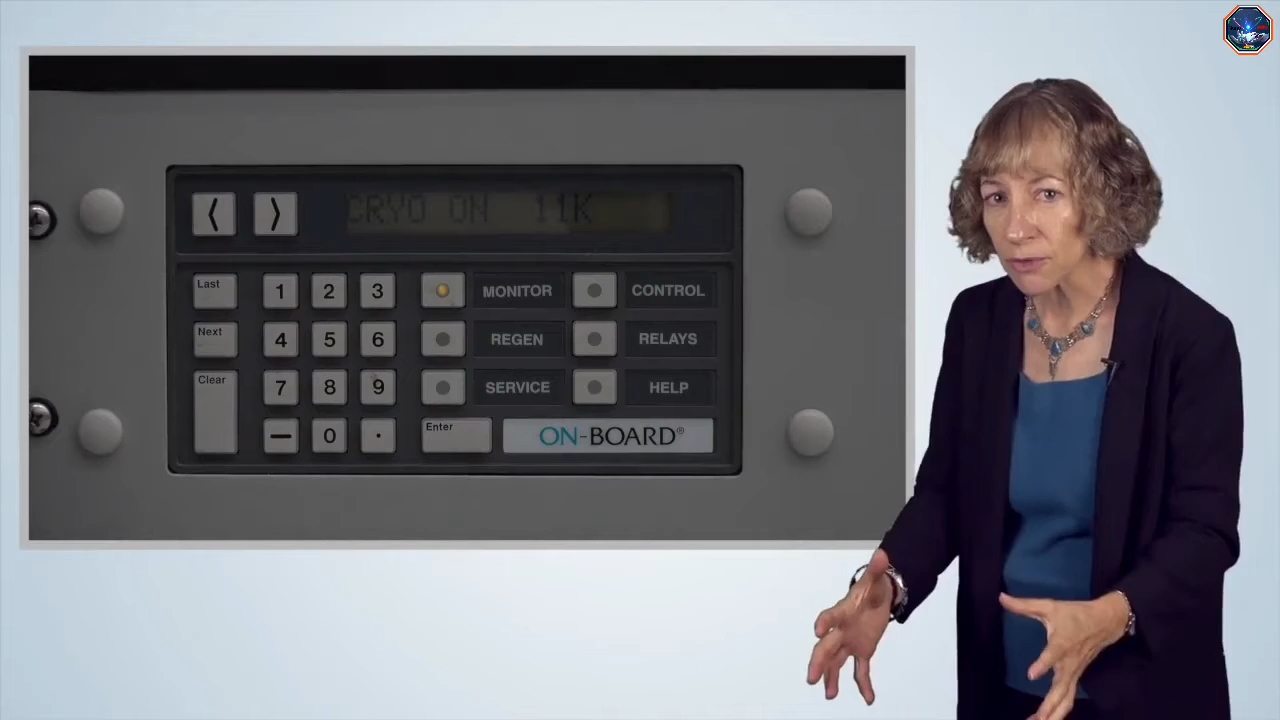 < > CRYO ON 11K
Last 1 2 3 MONITOR CONTROL
Next 4 5 6 REGEN RELAYS
Clear 7 8 9 SERVICE HELP
– 0 . Enter ON-BOARD®